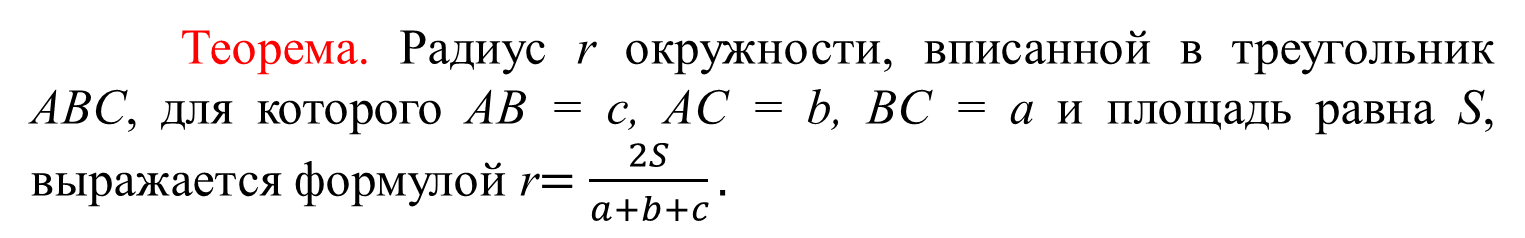 Теорема. Радиус r окружности, вписанной в треугольник
ABC, для которого AB = c, AC = b, BC = a и площадь равна S,
выражается формулой r= 2S/(a+b+c).